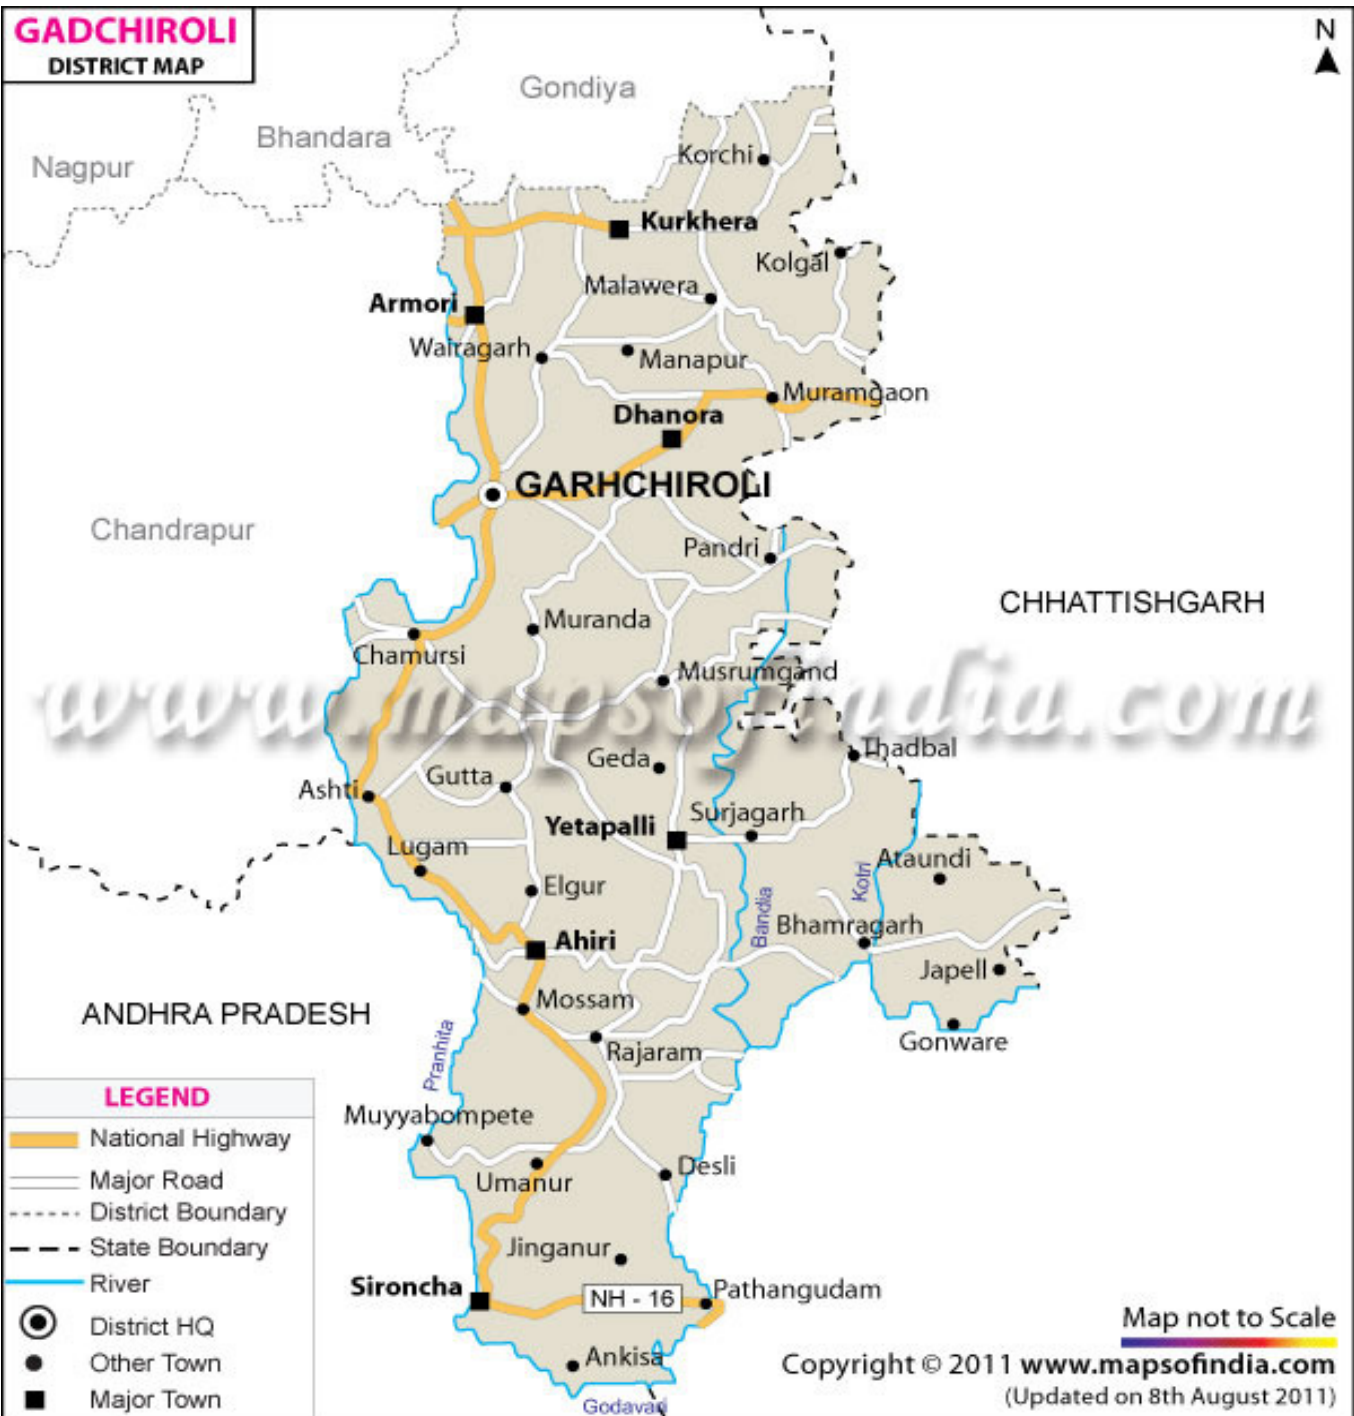 GADCHIROLI
DISTRICT MAP
N
Gondiya
Bhandara
Nagpur
Korchi
Kurkhera
Kolgal
Malawera
Armori
Wairagarh
Manapur
Muramgaon
Dhanora
GARHCHIROLI
Chandrapur
Pandri
CHHATTISHGARH
Muranda
Chamursi
Musrumgand
www.mapsofindia.com
Thadbal
Geda
Gutta
Ashti
Surjagarh
Yetapalli
Lugam
Ataundi
Kotri
Elgur
Bandia
Bhamragarh
Ahiri
Japell
Mossam
ANDHRA PRADESH
Gonware
Rajaram
Pranhita
LEGEND
National Highway
Major Road
District Boundary
State Boundary
River
District HQ
Other Town
Major Town
Muyyabompete
Desli
Umanur
Jinganur
Sironcha
NH - 16
Pathangudam
Ankisa
Godavari
Map not to Scale
Copyright © 2011 www.mapsofindia.com
(Updated on 8th August 2011)